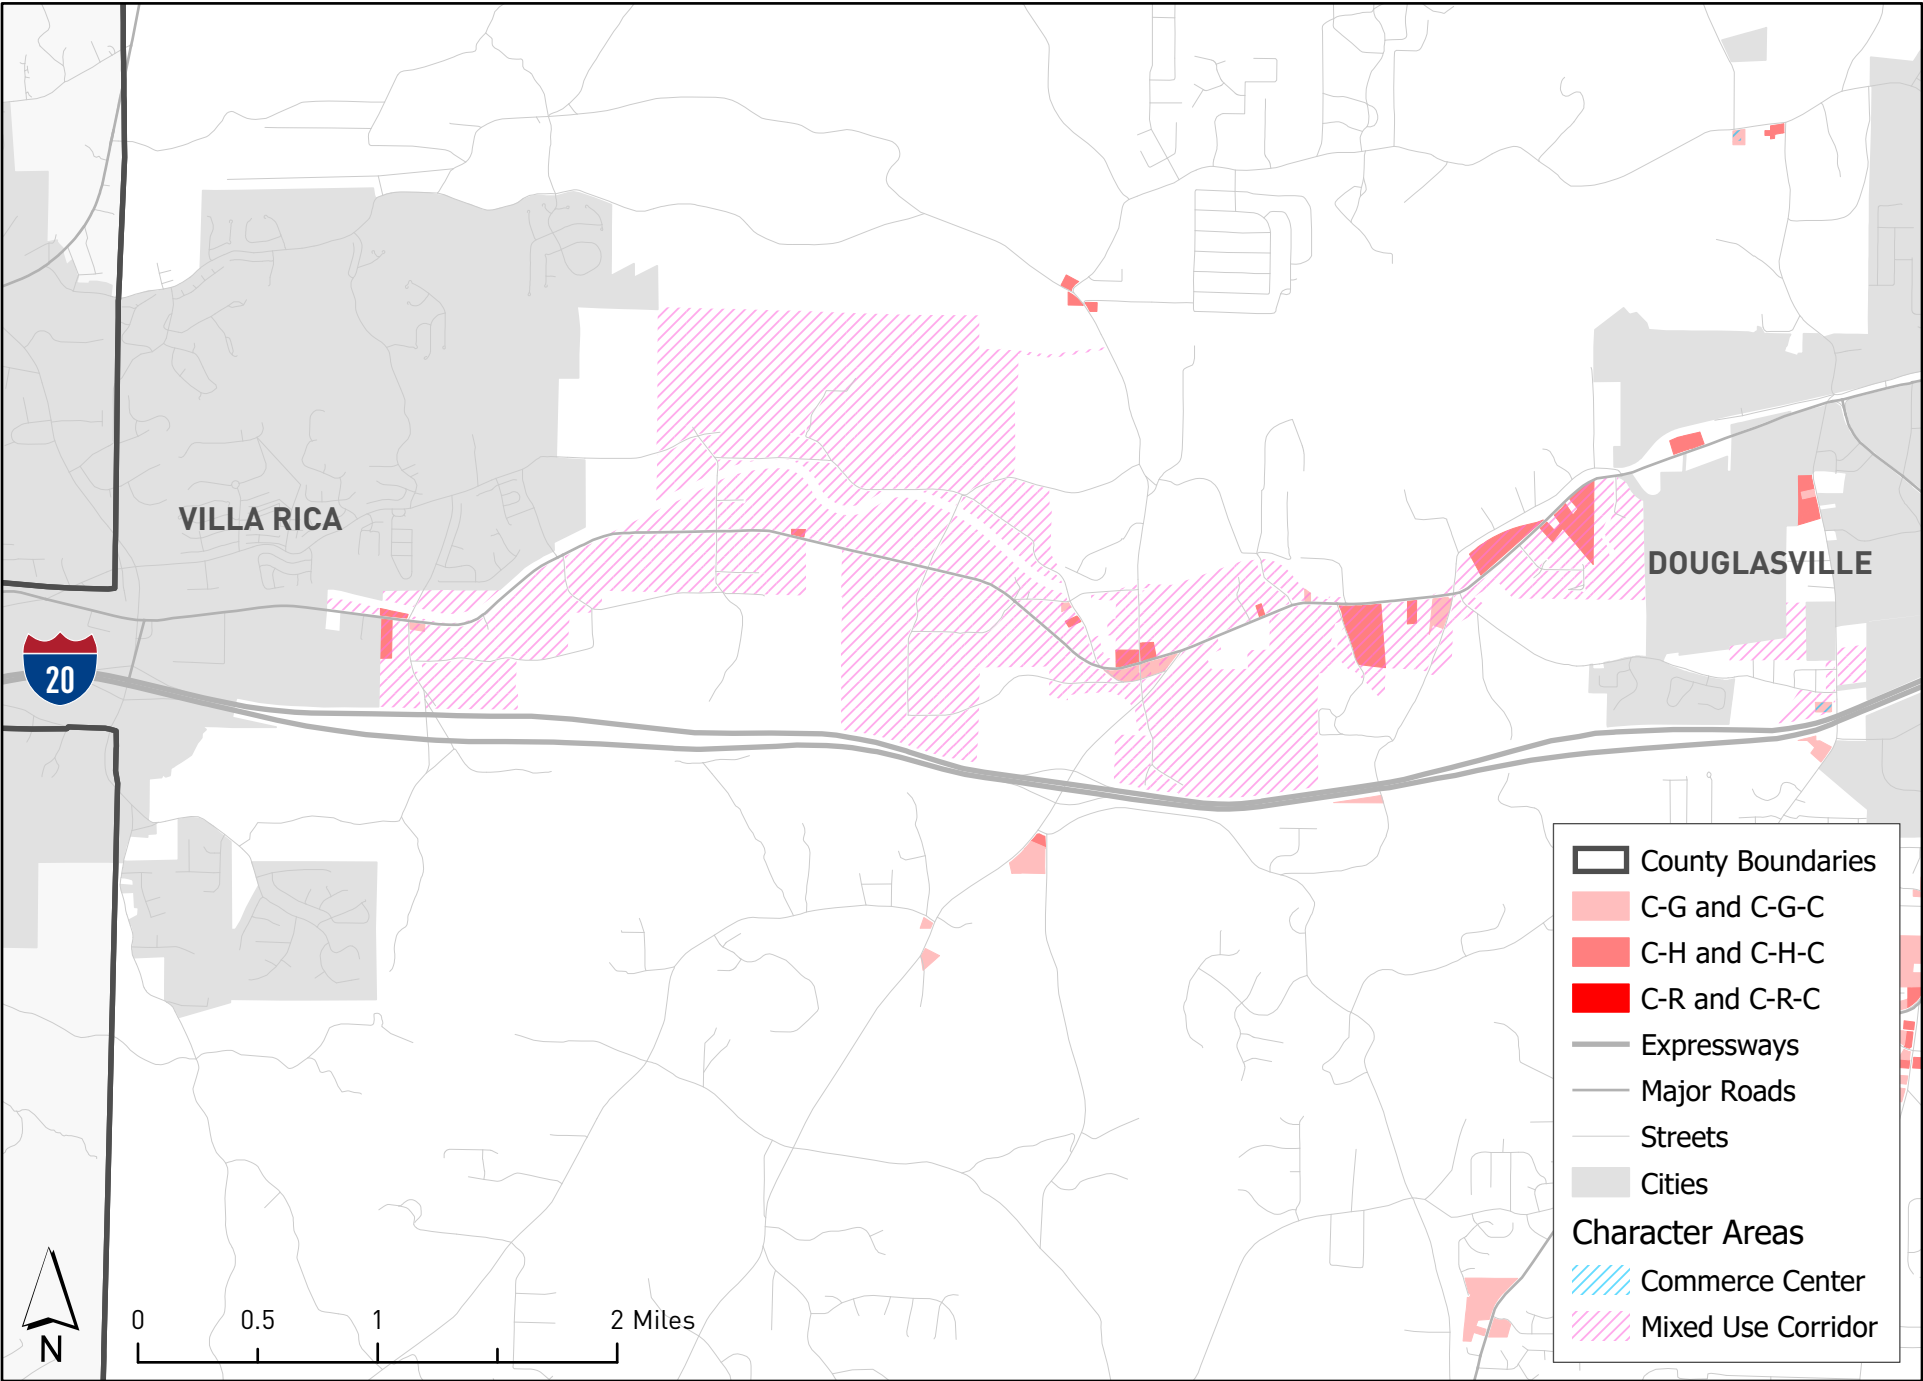 VILLA RICA
DOUGLASVILLE
20
County Boundaries
C-G and C-G-C
C-H and C-H-C
C-R and C-R-C
Expressways
Major Roads
Streets
Cities
Character Areas
Commerce Center
Mixed Use Corridor
0 0.5 1 2 Miles
N